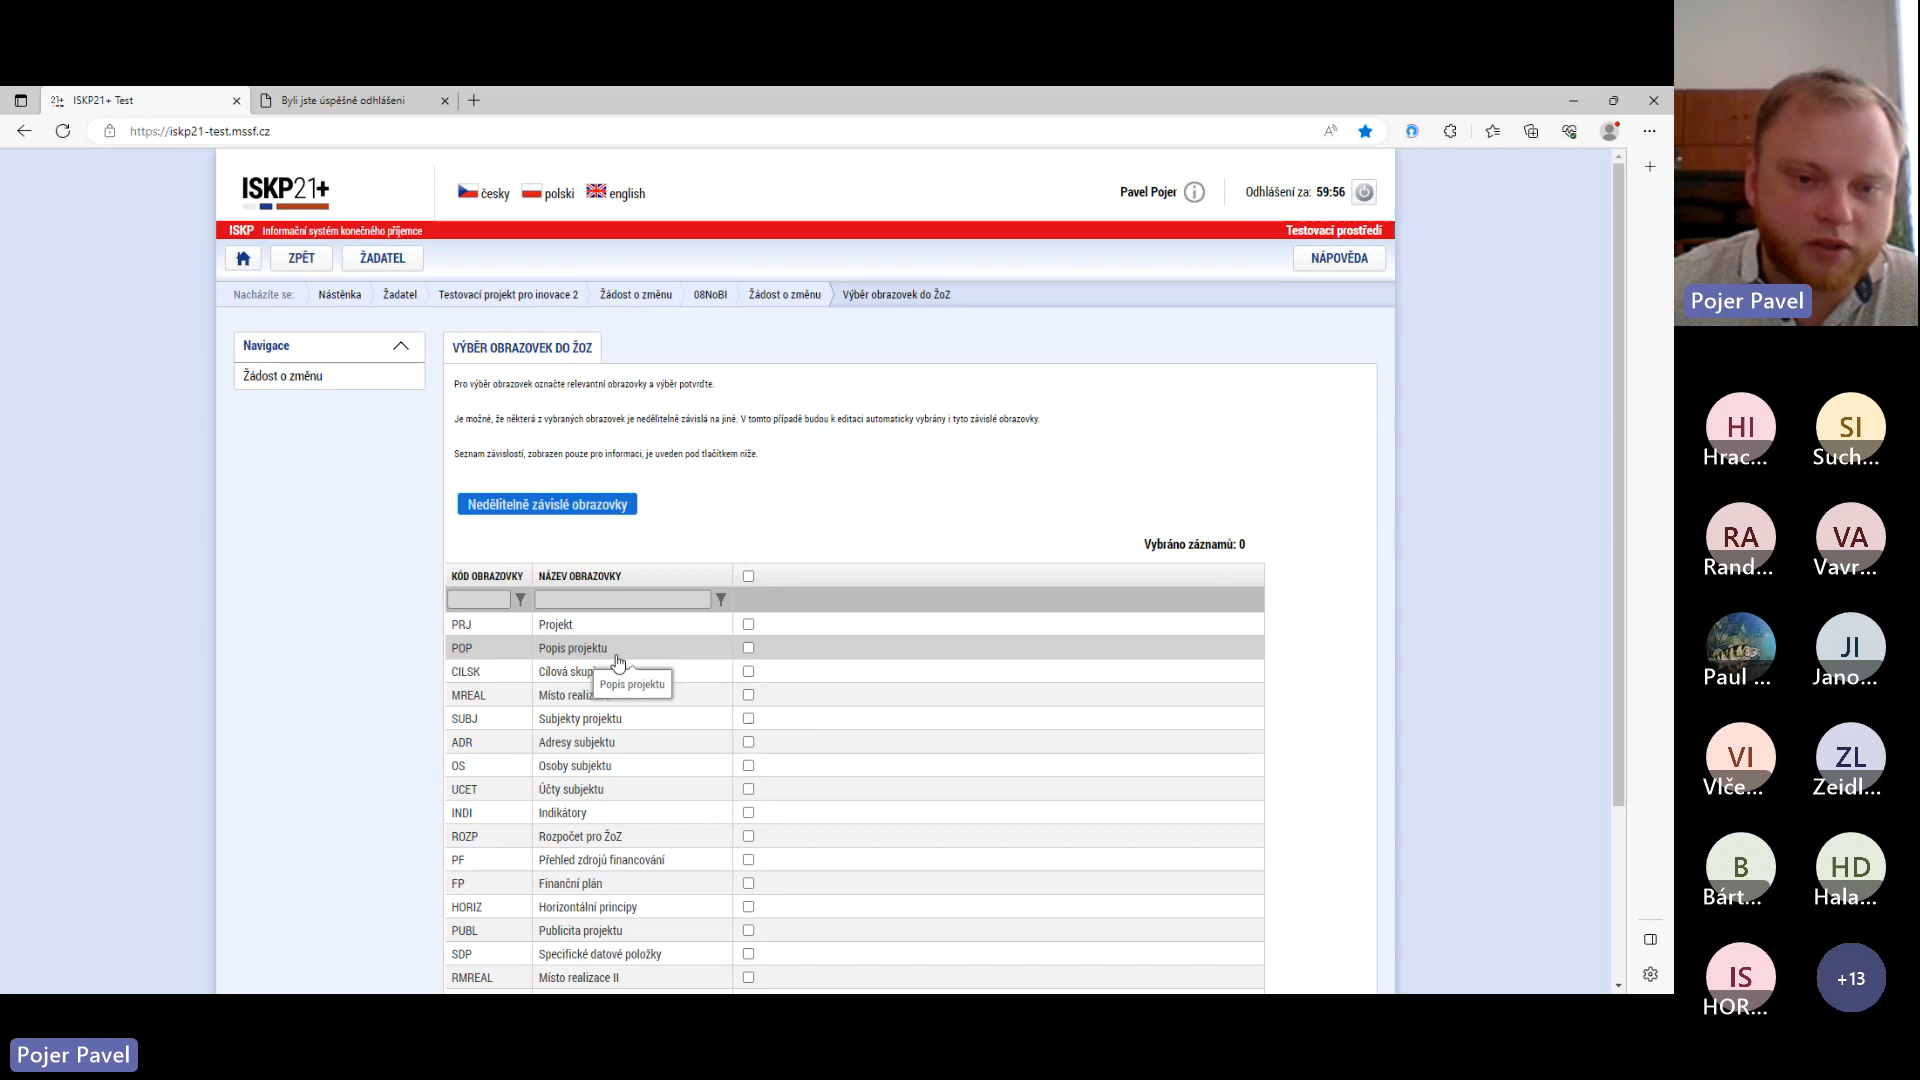 ISKP21+ Test
Byli jste úspěšně odhlášeni
https://iskp21-test.mssf.cz
ISKP21+
česky
polski
english
Pavel Pojer
Odhlášení za: 59:56
ISKP Informační systém konečného příjemce
Testovací prostředí
ZPĚT
ŽADATEL
NÁPOVĚDA
Nacházíte se: Nástěnka Žadatel Testovací projekt pro inovace 2 Žádost o změnu 08NoBI Žádost o změnu Výběr obrazovek do ŽoZ
Navigace
Žádost o změnu
VÝBĚR OBRAZOVEK DO ŽOZ
Pro výběr obrazovek označte relevantní obrazovky a výběr potvrďte.
Je možné, že některá z vybraných obrazovek je nedělitelně závislá na jiné. V tomto případě budou k editaci automaticky vybrány i tyto závislé obrazovky.
Seznam závislostí, zobrazen pouze pro informaci, je uveden pod tlačítkem níže.
Nedělitelně závislé obrazovky
Vybráno záznamů: 0
KÓD OBRAZOVKY NÁZEV OBRAZOVKY
PRJ Projekt
POP Popis projektu
CILSK Cílová skup
Popis projektu
MREAL Místo realiz
SUBJ Subjekty projektu
ADR Adresy subjektu
OS Osoby subjektu
UCET Účty subjektu
INDI Indikátory
ROZP Rozpočet pro ŽoZ
PF Přehled zdrojů financování
FP Finanční plán
HORIZ Horizontální principy
PUBL Publicita projektu
SDP Specifické datové položky
RMREAL Místo realizace II
Pojer Pavel
HI
Hrac...
SI
Such...
RA
Rand...
VA
Vavr...
Paul ...
JI
Jano...
VI
Vlče...
ZL
Zeidl...
B
Bárt...
HD
Hala...
IS
HOR...
+13
Pojer Pavel